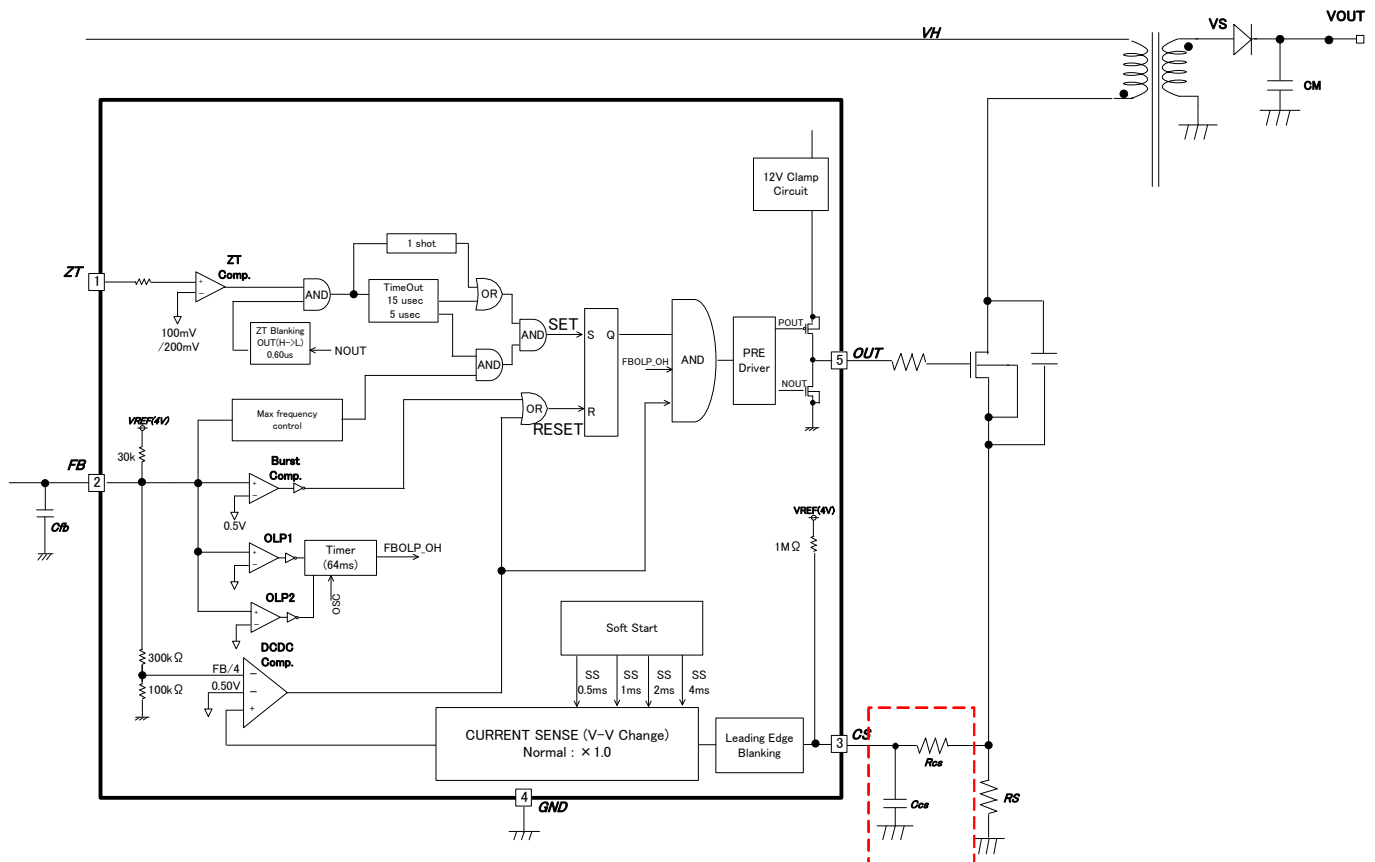 VH
VS
VOUT
CM
12V Clamp
Circuit
1 shot
ZT
1
ZT
Comp.
AND
TimeOut
15 usec
5 usec
OR
100mV
/200mV
ZT Blanking
OUT(H->L)
0.60us
NOUT
AND
SET
S
Q
R
AND
FBOLP_OH
AND
PRE
Driver
POUT
NOUT
5
OUT
Max frequency
control
OR
RESET
VREF(4V)
30k
FB
2
Cfb
Burst
Comp.
0.5V
OLP1
Timer
(64ms)
FBOLP_OH
OSC
OLP2
VREF(4V)
1MΩ
Soft Start
SS
0.5ms
SS
1ms
SS
2ms
SS
4ms
300kΩ
100kΩ
FB/4
0.50V
DCDC
Comp.
CURRENT SENSE (V-V Change)
Normal : ×1.0
Leading Edge
Blanking
3
CS
Rcs
Ccs
RS
4
GND